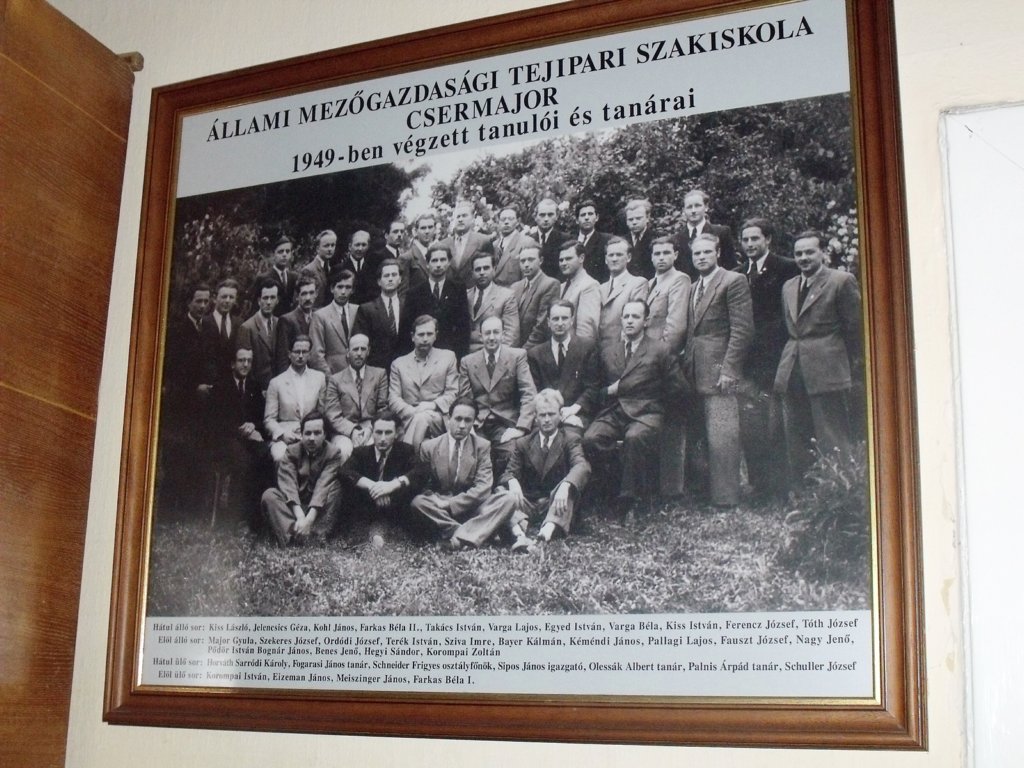 ÁLLAMI MEZŐGAZDASÁGI TEJIPARI SZAKISKOLA
CSERMAJOR
1949-ben végzett tanulói és tanárai
Hátul álló sor: Kiss László, Jelencsics Géza, Kohl János, Farkas Béla II., Takács István, Varga Lajos, Egyed István, Varga Béla, Kiss István, Ferencz József, Tóth József
Elöl álló sor: Major Gyula, Szekeres József, Ordódi József, Terék István, Sziva Imre, Bayer Kálmán, Kéméndi János, Pallagi Lajos, Fauszt József, Nagy Jenő,
Pődör István Bognár János, Benes Jenő, Hegyi Sándor, Korompai Zoltán
Hátul ülő sor: Horváth Sarródi Károly, Fogarasi János tanár, Schneider Frigyes osztályfőnök, Sipos János igazgató, Olessák Albert tanár, Palnis Árpád tanár, Schuller József
Elöl ülő sor: Korompai István, Eizeman János, Meiszinger János, Farkas Béla I.